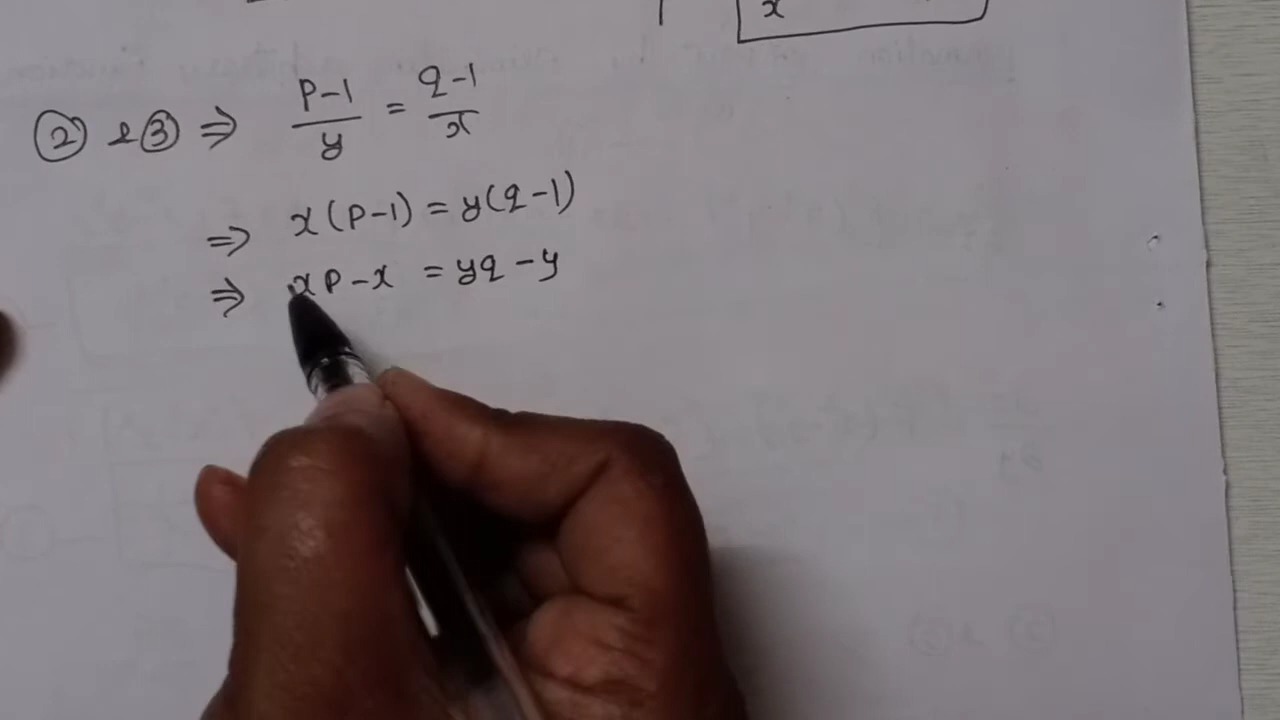 x
② & ③ ⇒ p-1/y = q-1/x
⇒ x(p-1) = y(q-1)
⇒ xp-x = yq-y